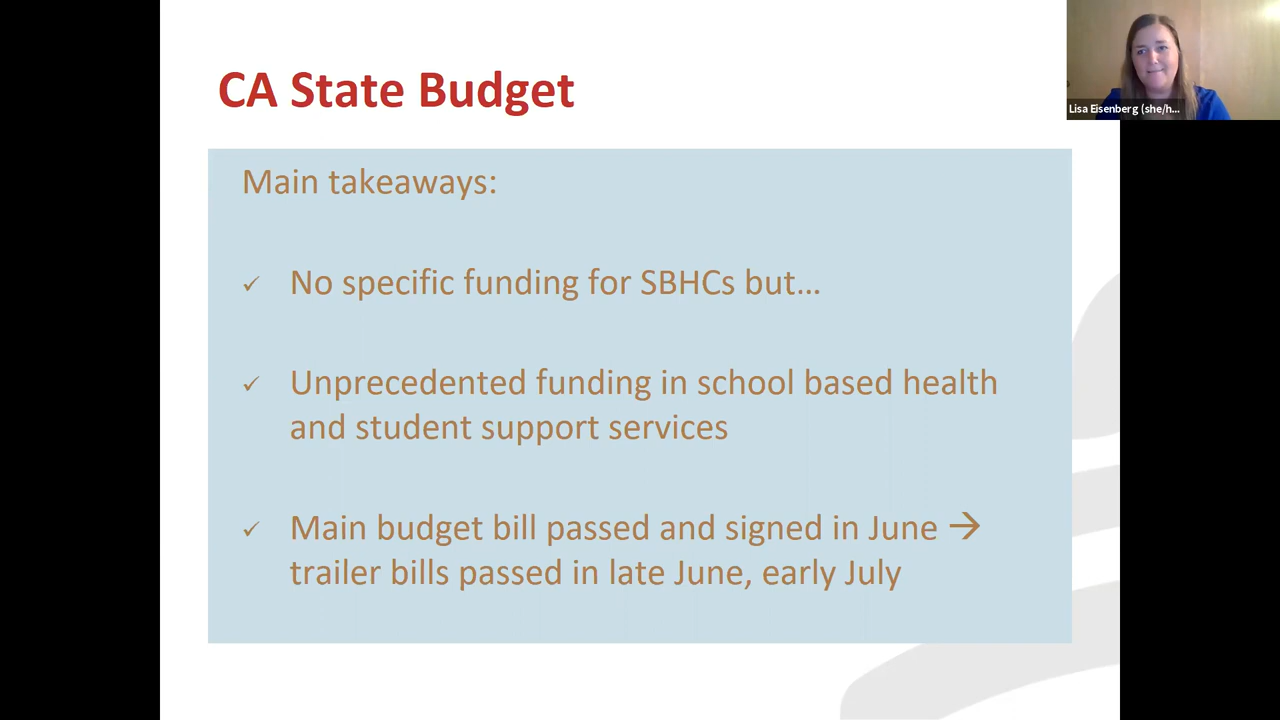 CA State Budget
Lisa Eisenberg (she/h...
Main takeaways:
✓ No specific funding for SBHCs but…
✓ Unprecedented funding in school based health
and student support services
✓ Main budget bill passed and signed in June →
trailer bills passed in late June, early July